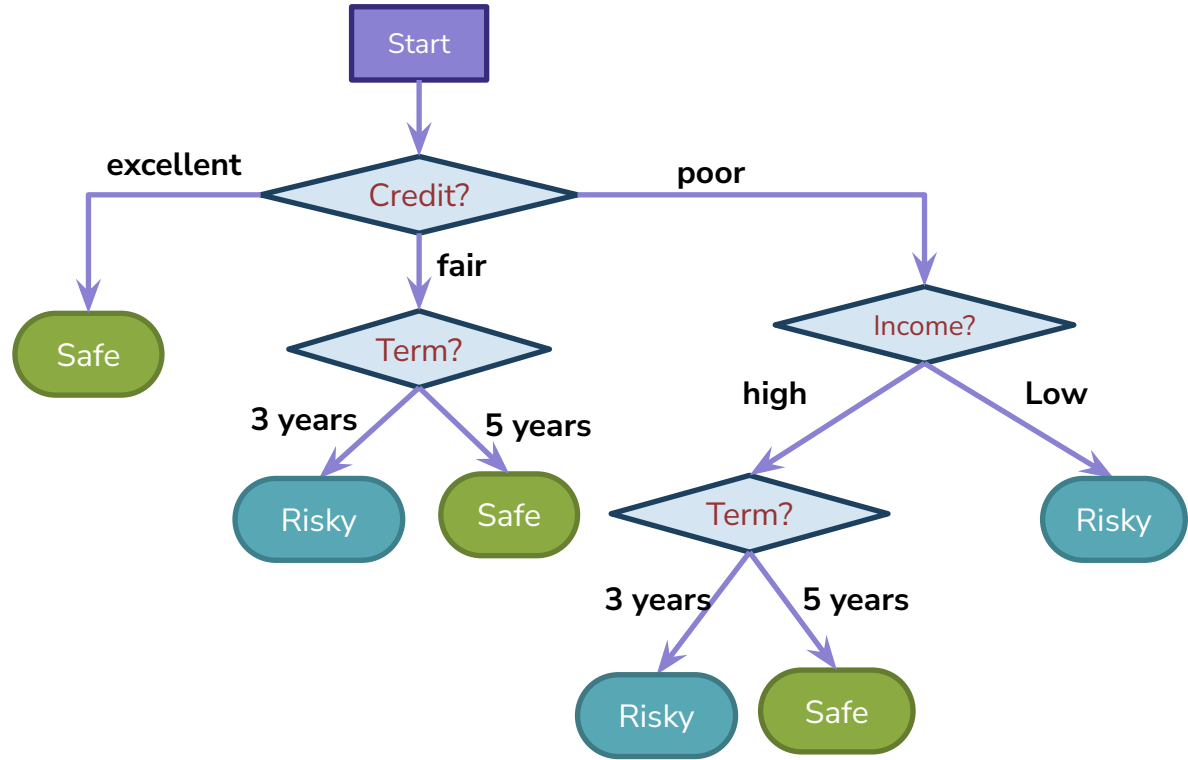 Start
excellent
poor
Credit?
fair
Safe
Term?
Income?
3 years
5 years
high
Low
Risky
Safe
Term?
Risky
3 years
5 years
Risky
Safe